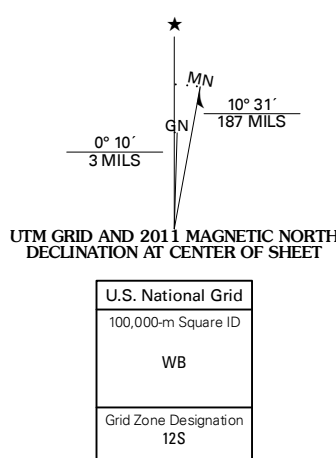 MN
GN
10° 31´
187 MILS
0° 10´
3 MILS
UTM GRID AND 2011 MAGNETIC NORTH
DECLINATION AT CENTER OF SHEET
U.S. National Grid
100,000-m Square ID
WB
Grid Zone Designation
12S